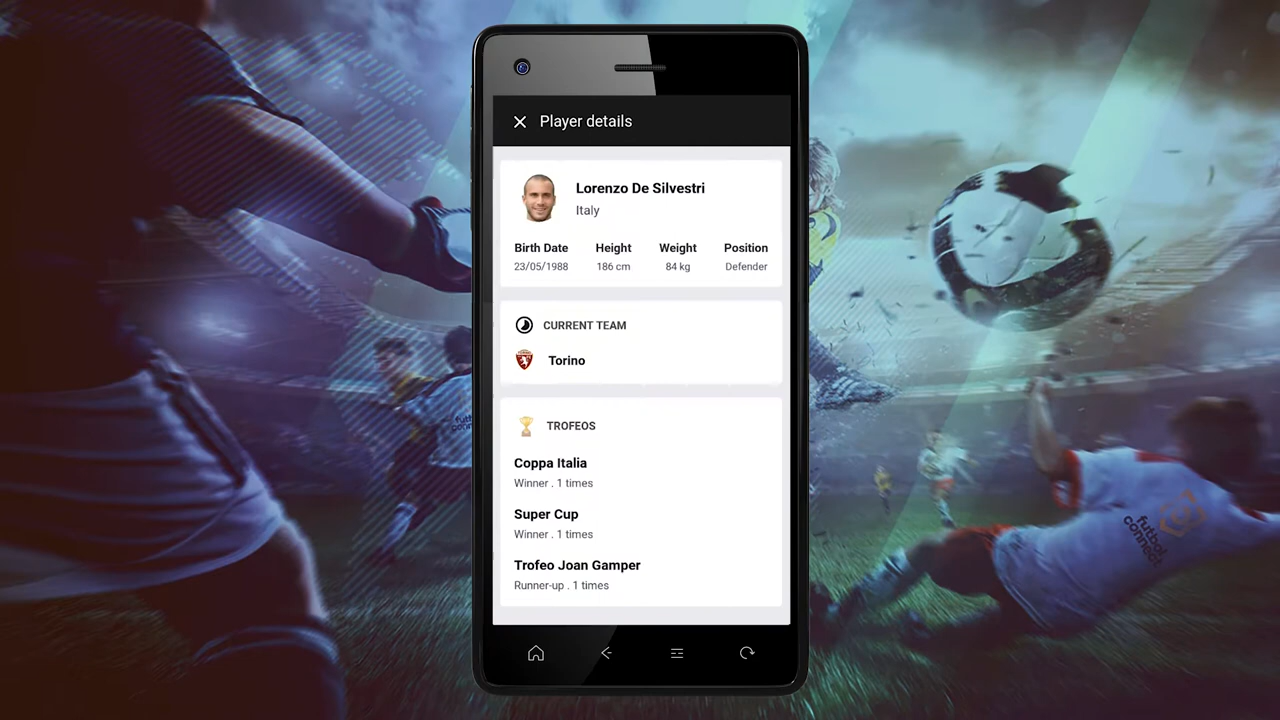 Player details
Lorenzo De Silvestri
Italy
Birth Date Height Weight Position
23/05/1988 186 cm 84 kg Defender
CURRENT TEAM
Torino
TROFEOS
Coppa Italia
Winner . 1 times
Super Cup
Winner . 1 times
Trofeo Joan Gamper
Runner-up . 1 times
futbol
connect